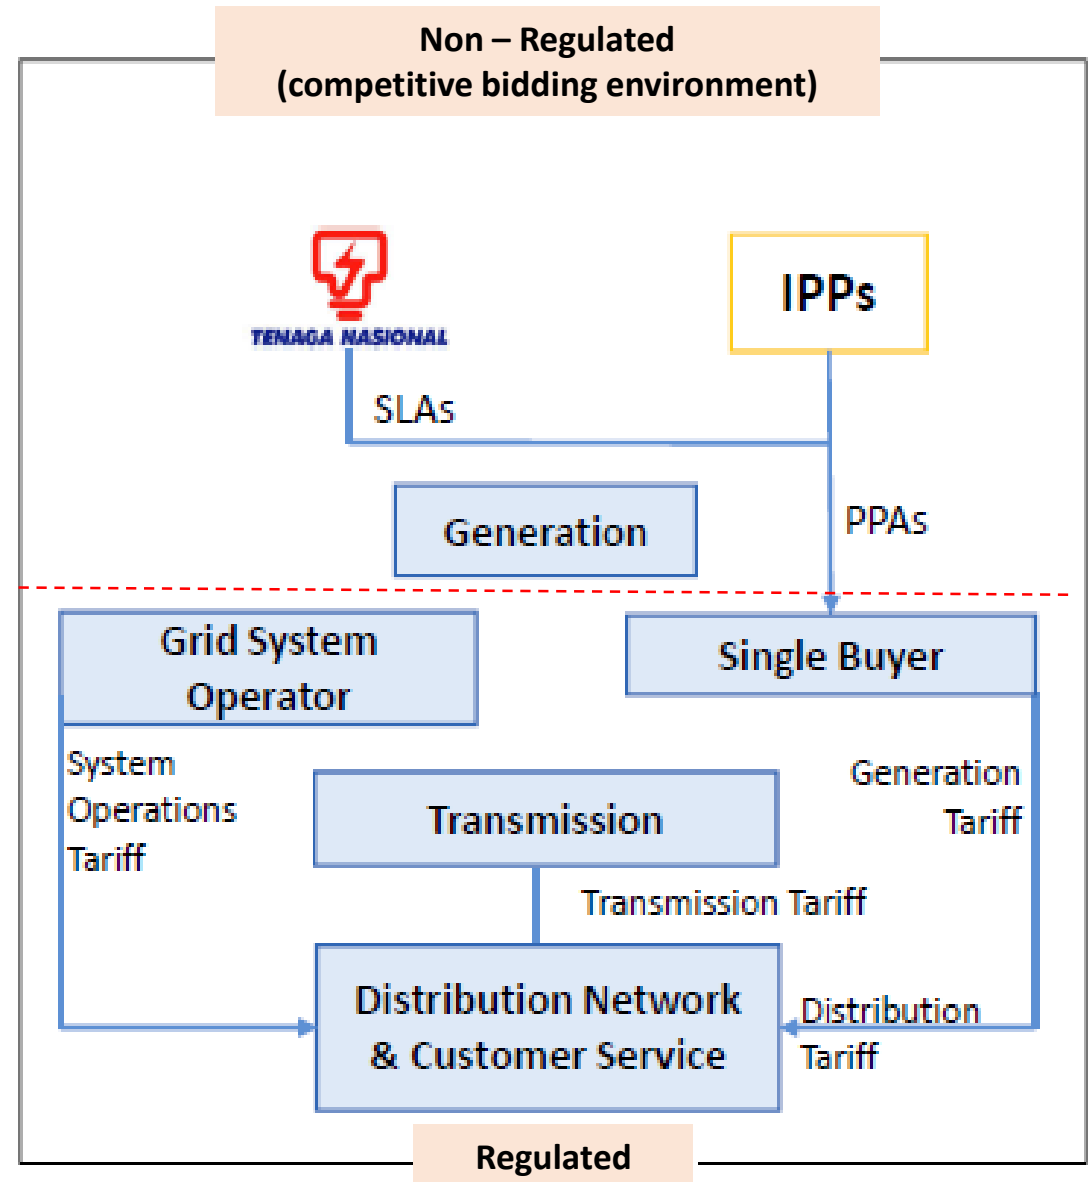 Non – Regulated
(competitive bidding environment)
TENAGA NASIONAL
IPPs
SLAs
Generation
PPAs
Grid System
Operator
Single Buyer
System
Operations
Tariff
Generation
Tariff
Transmission
Transmission Tariff
Distribution Network
& Customer Service
Distribution
Tariff
Regulated